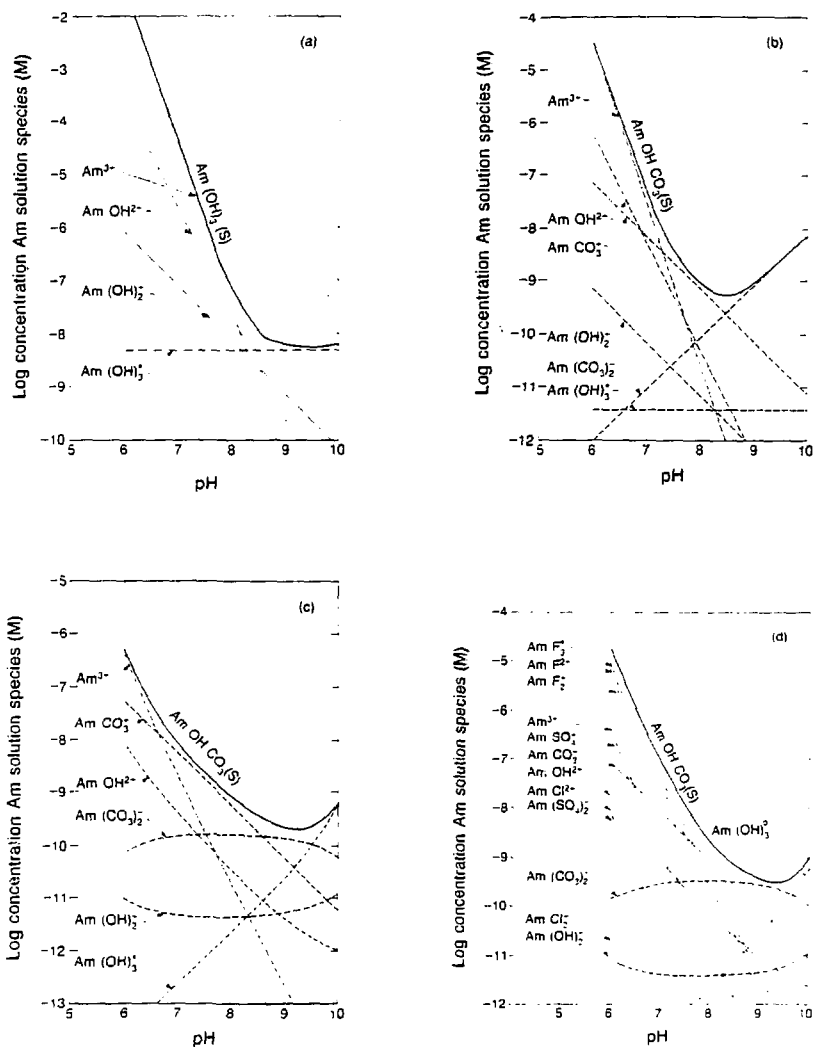 (a)
Log concentration Am solution species (M)
-2
-3
-4
-5
-6
-7
-8
-9
-10
Am³⁺
Am OH²⁻
Am (OH)₂⁻
Am (OH)₃°
Am (OH)₃(S)
5 6 7 8 9 10
pH
(b)
Log concentration Am solution species (M)
-4
-5
-6
-7
-8
-9
-10
-11
-12
Am³⁺
Am OH²⁻
Am CO₃⁺
Am (OH)₂⁻
Am (CO₃)₂⁻
Am (OH)₃°
Am OH CO₃(S)
5 6 7 8 9 10
pH
(c)
Log concentration Am solution species (M)
-5
-6
-7
-8
-9
-10
-11
-12
-13
Am³⁺
Am CO₃⁺
Am OH²⁻
Am (CO₃)₂⁻
Am (OH)₂⁻
Am (OH)₃°
Am OH CO₃(S)
5 6 7 8 9 10
pH
(d)
Log concentration Am solution species (M)
-4
-5
-6
-7
-8
-9
-10
-11
-12
Am F₃°
Am F²⁺
Am F₂⁺
Am³⁺
Am SO₄⁺
Am CO₃⁺
Am OH²⁻
Am Cl²⁺
Am (SO₄)₂⁻
Am (CO₃)₂⁻
Am Cl₂⁻
Am (OH)₂⁻
Am OH CO₃(S)
Am (OH)₃°
5 6 7 8 9 10
pH